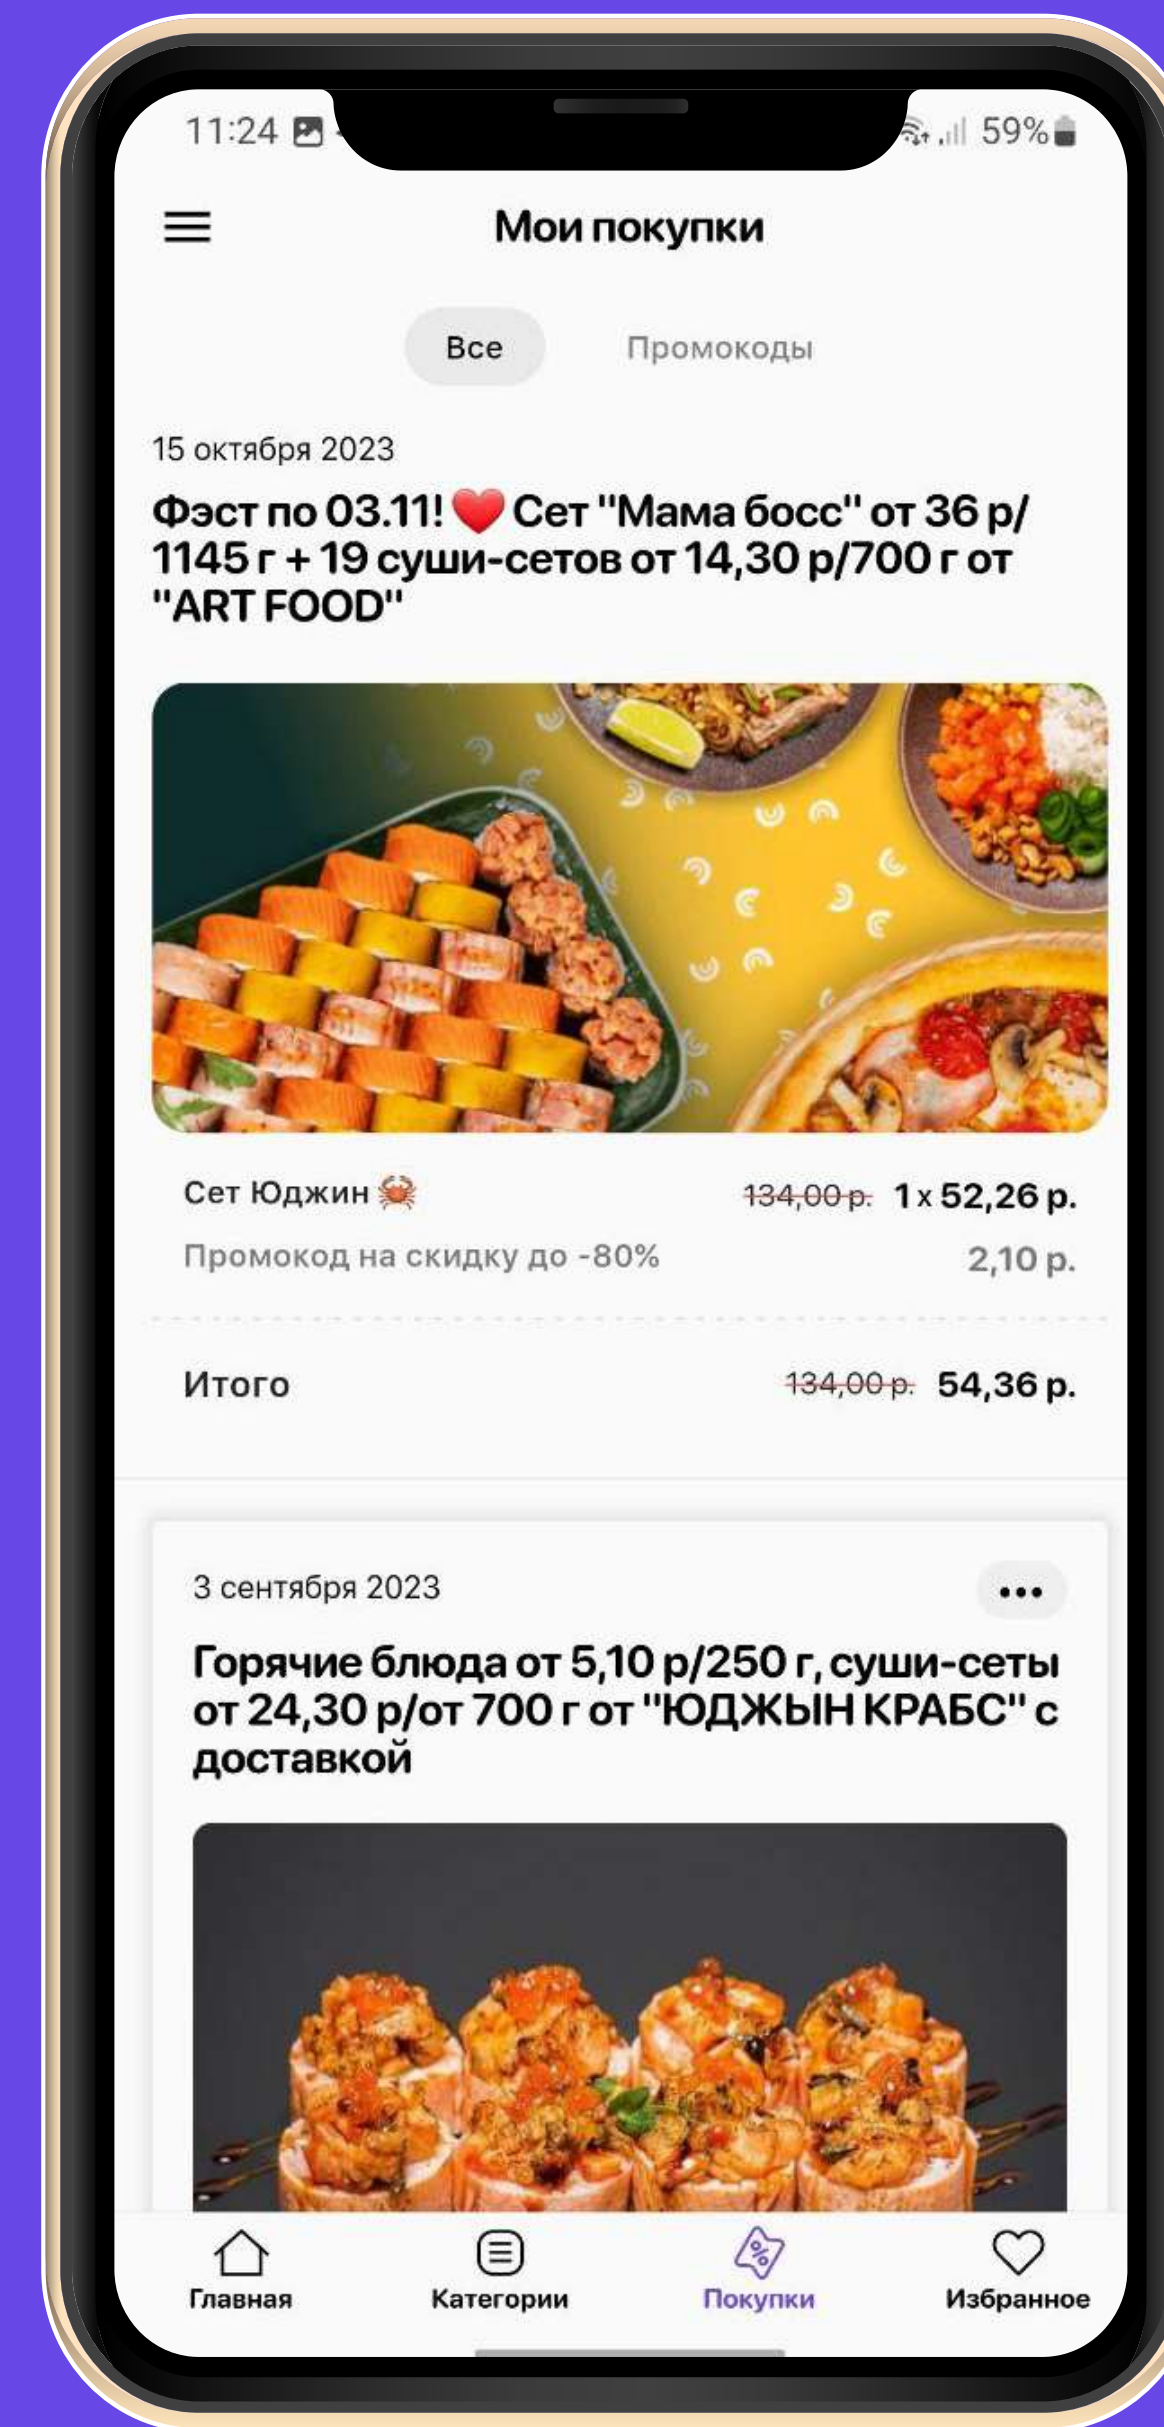 11:24
59%
Мои покупки
Все
Промокоды
15 октября 2023
Фэст по 03.11! ❤️ Сет "Мама босс" от 36 р/
1145 г + 19 суши-сетов от 14,30 р/700 г от
"ART FOOD"
Сет Юджин 🦀 134,00 р. 1 x 52,26 р.
Промокод на скидку до -80% 2,10 р.
Итого 134,00 р. 54,36 р.
3 сентября 2023
Горячие блюда от 5,10 р/250 г, суши-сеты
от 24,30 р/от 700 г от "ЮДЖЫН КРАБС" с
доставкой
Главная
Категории
Покупки
Избранное